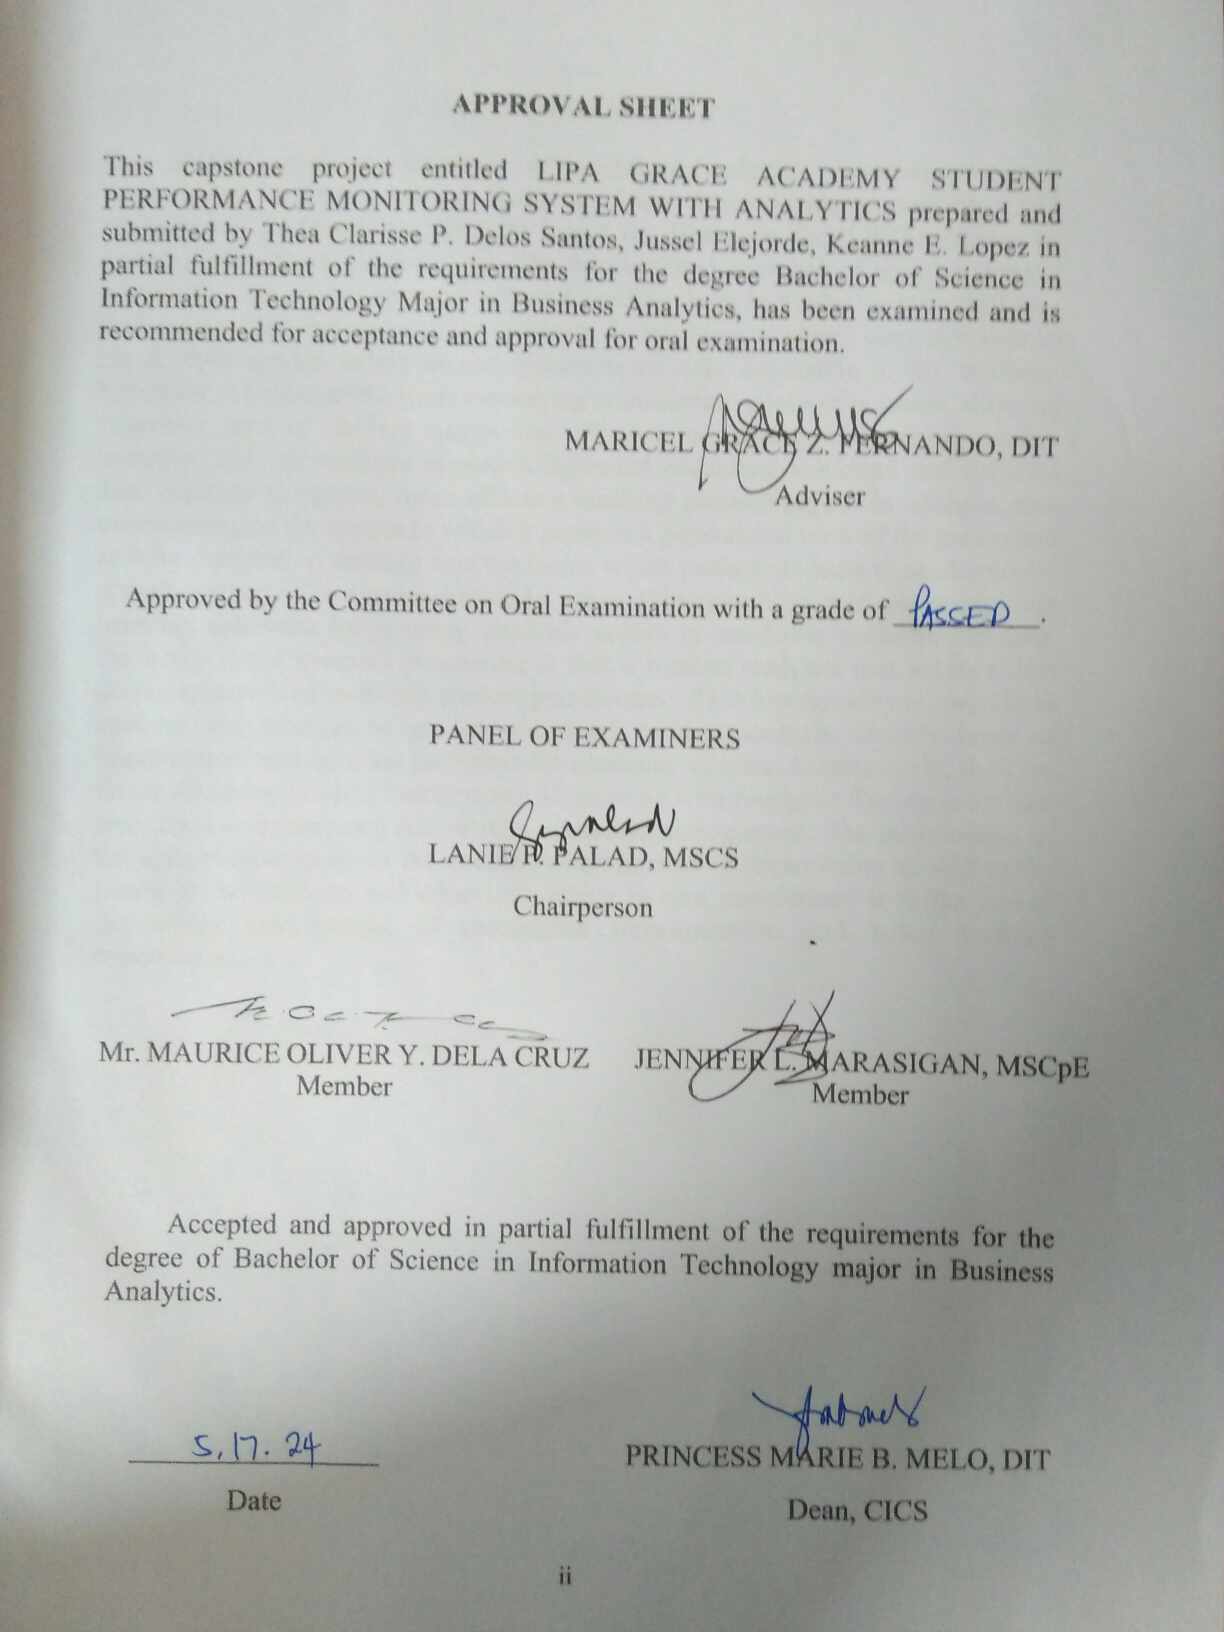 APPROVAL SHEET
This capstone project entitled LIPA GRACE ACADEMY STUDENT
PERFORMANCE MONITORING SYSTEM WITH ANALYTICS prepared and
submitted by Thea Clarisse P. Delos Santos, Jussel Elejorde, Keanne E. Lopez in
partial fulfillment of the requirements for the degree Bachelor of Science in
Information Technology Major in Business Analytics, has been examined and is
recommended for acceptance and approval for oral examination.
MARICEL GRACE Z. FERNANDO, DIT
Adviser
Approved by the Committee on Oral Examination with a grade of PASSED.
PANEL OF EXAMINERS
LANIE P. PALAD, MSCS
Chairperson
Mr. MAURICE OLIVER Y. DELA CRUZ JENNIFER L. MARASIGAN, MSCpE
Member Member
Accepted and approved in partial fulfillment of the requirements for the
degree of Bachelor of Science in Information Technology major in Business
Analytics.
5.17.24 PRINCESS MARIE B. MELO, DIT
Date Dean, CICS
ii